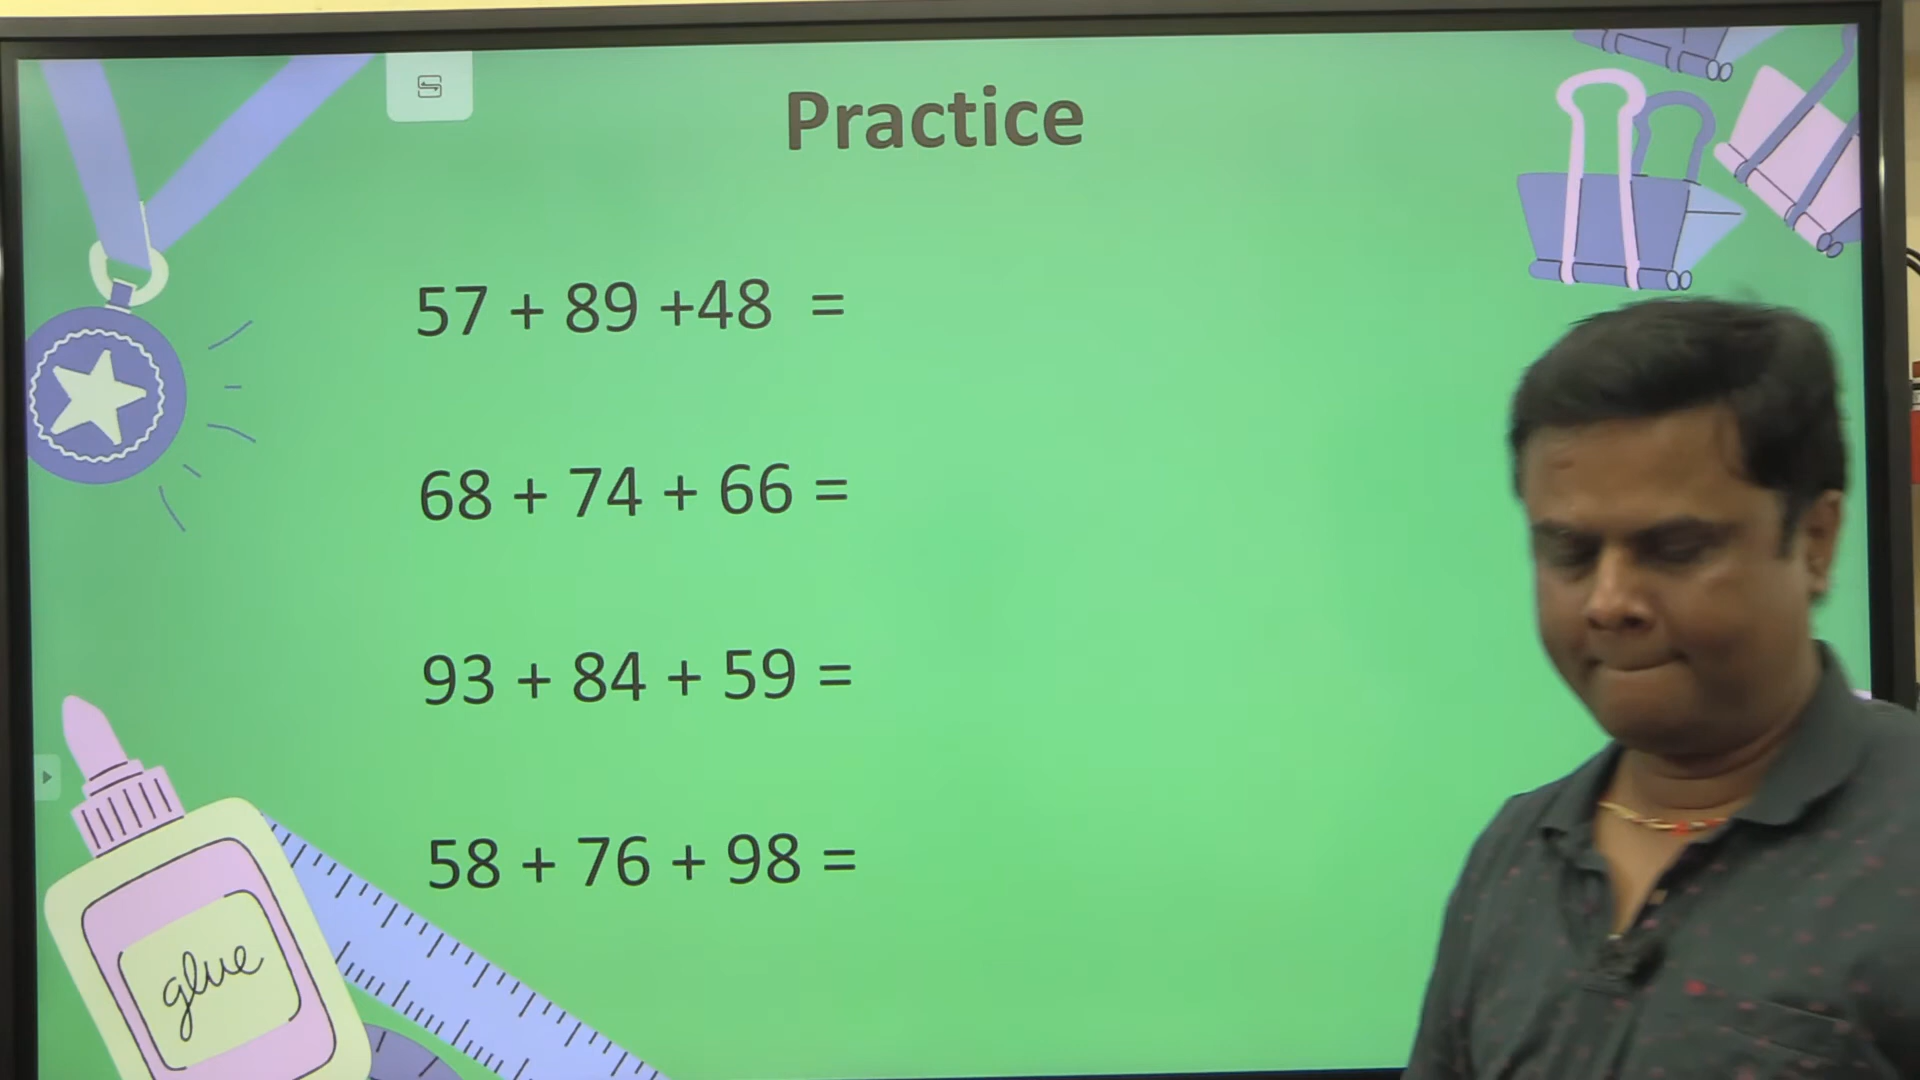 Practice
57 + 89 +48 =
68 + 74 + 66 =
93 + 84 + 59 =
58 + 76 + 98 =
glue